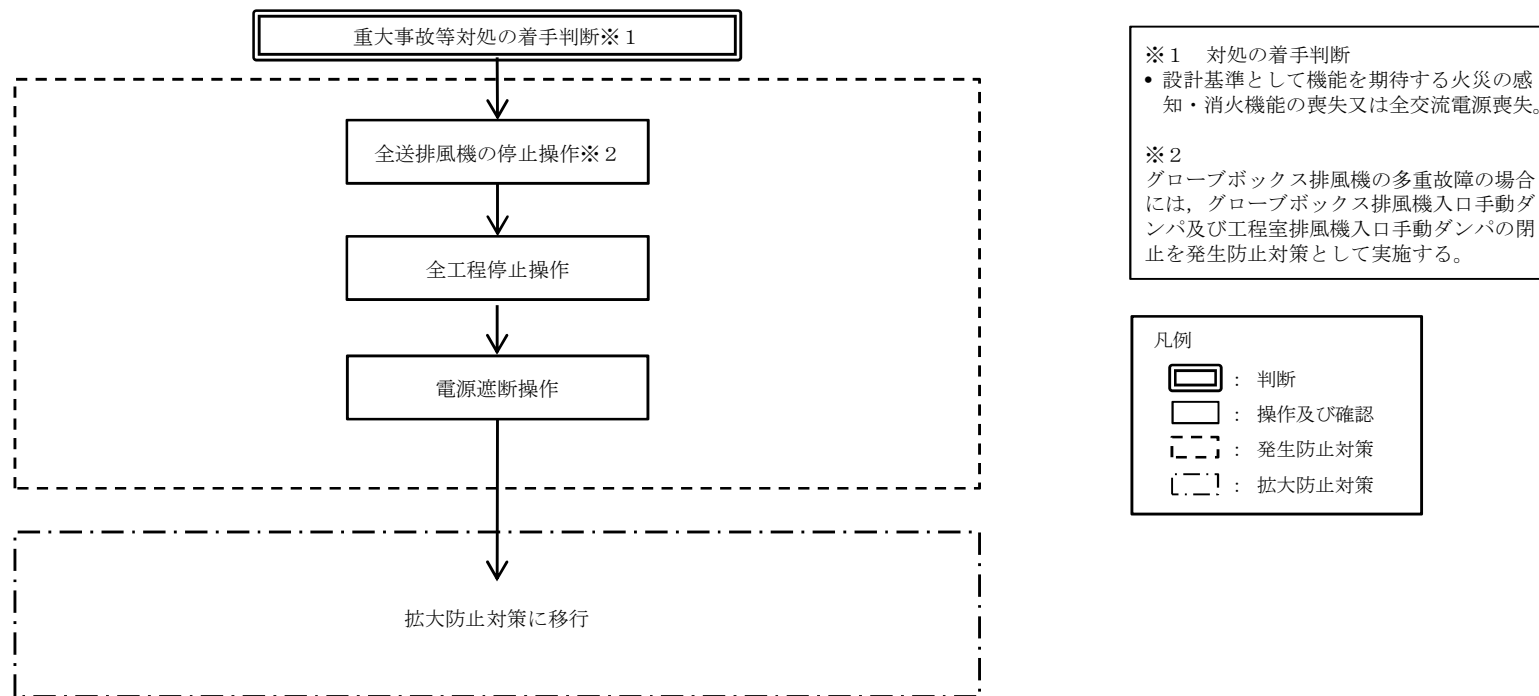 重大事故等対処の着手判断※１
全送排風機の停止操作※２
全工程停止操作
電源遮断操作
拡大防止対策に移行
※１　対処の着手判断
• 設計基準として機能を期待する火災の感
知・消火機能の喪失又は全交流電源喪失。
※２
グローブボックス排風機の多重故障の場合
には，グローブボックス排風機入口手動ダ
ンパ及び工程室排風機入口手動ダンパの閉
止を発生防止対策として実施する。
凡例
： 判断
： 操作及び確認
： 発生防止対策
： 拡大防止対策